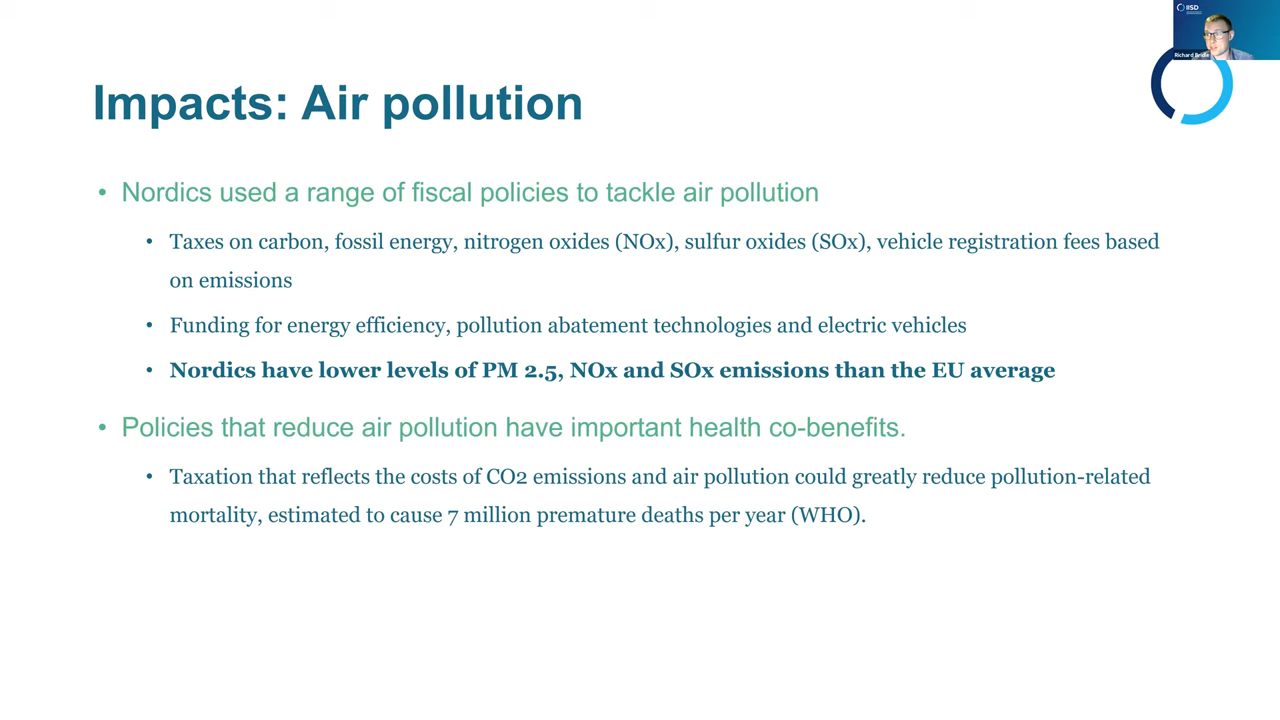 IISD
Richard Bridle
Impacts: Air pollution
• Nordics used a range of fiscal policies to tackle air pollution
• Taxes on carbon, fossil energy, nitrogen oxides (NOx), sulfur oxides (SOx), vehicle registration fees based
on emissions
• Funding for energy efficiency, pollution abatement technologies and electric vehicles
• Nordics have lower levels of PM 2.5, NOx and SOx emissions than the EU average
• Policies that reduce air pollution have important health co-benefits.
• Taxation that reflects the costs of CO2 emissions and air pollution could greatly reduce pollution-related
mortality, estimated to cause 7 million premature deaths per year (WHO).